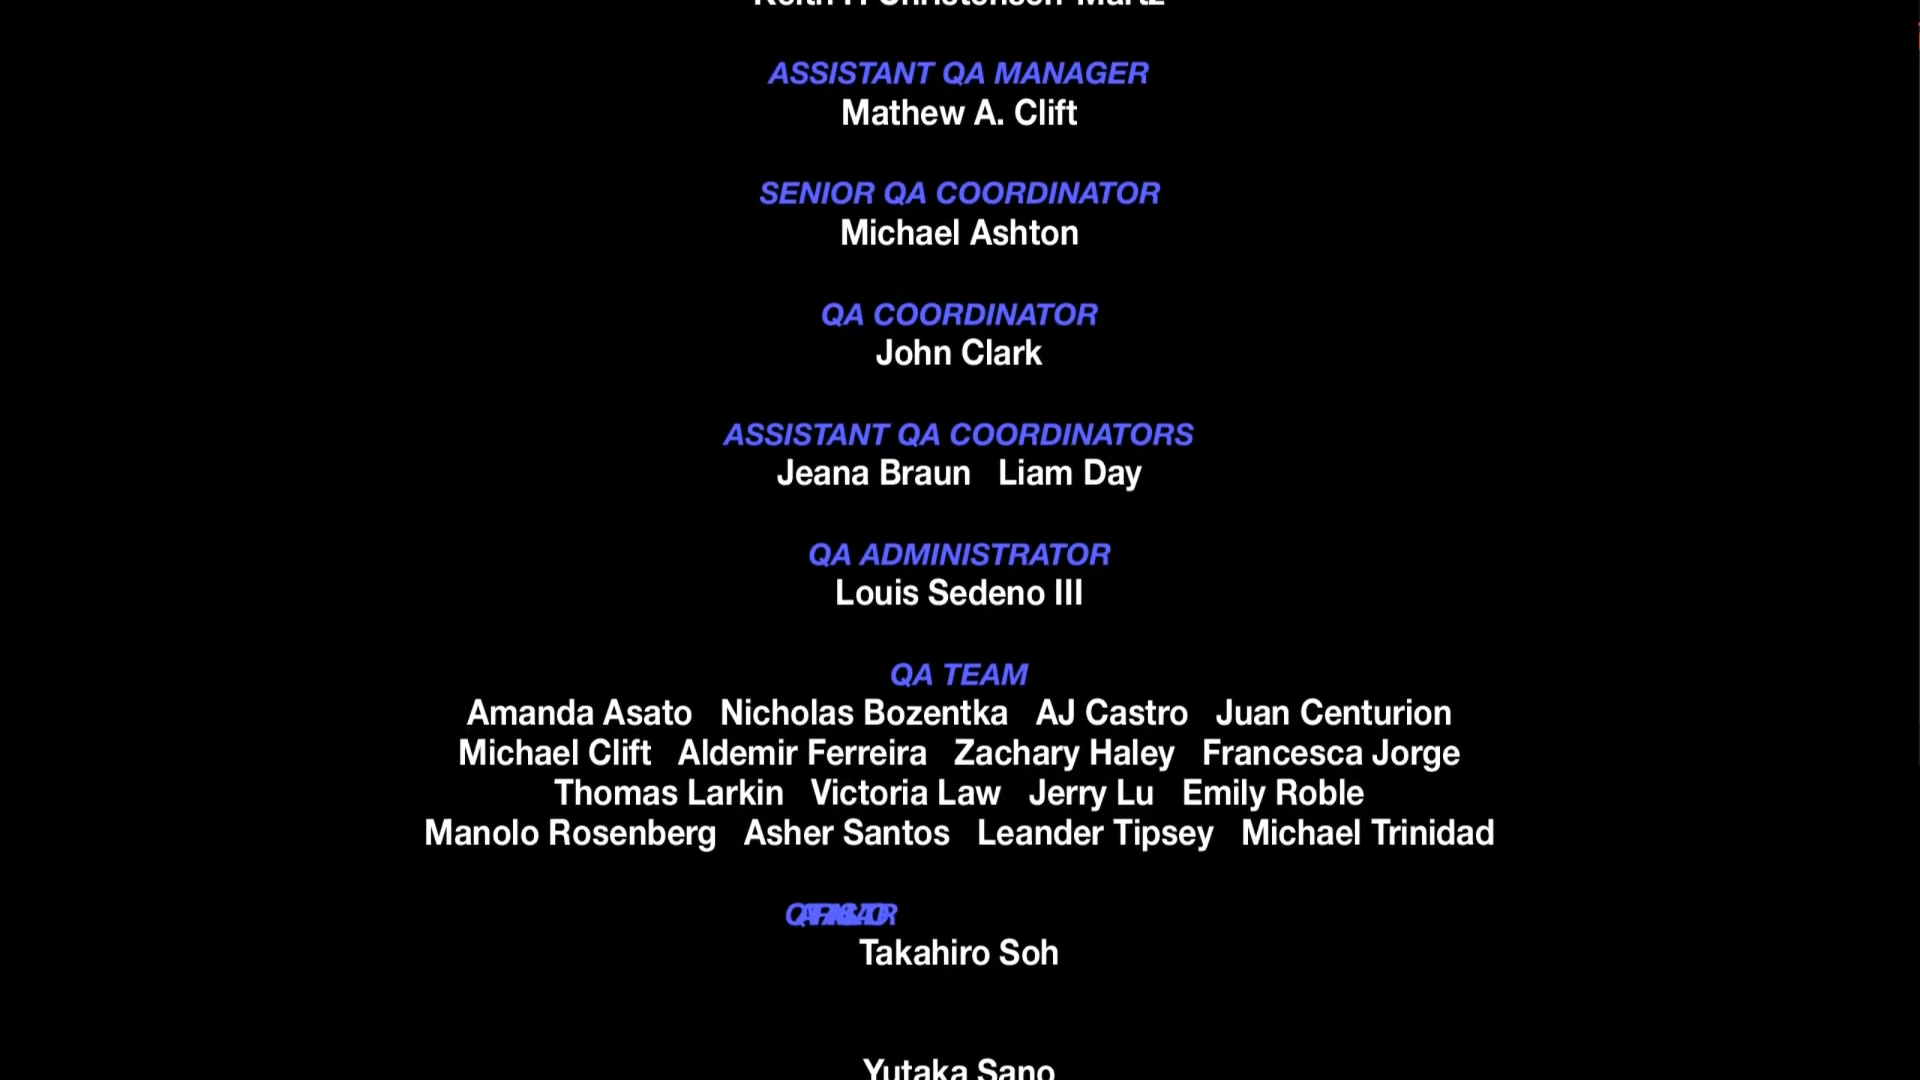 ASSISTANT QA MANAGER
Mathew A. Clift
SENIOR QA COORDINATOR
Michael Ashton
QA COORDINATOR
John Clark
ASSISTANT QA COORDINATORS
Jeana Braun Liam Day
QA ADMINISTRATOR
Louis Sedeno III
QA TEAM
Amanda Asato Nicholas Bozentka AJ Castro Juan Centurion
Michael Clift Aldemir Ferreira Zachary Haley Francesca Jorge
Thomas Larkin Victoria Law Jerry Lu Emily Roble
Manolo Rosenberg Asher Santos Leander Tipsey Michael Trinidad
Takahiro Soh
Yutaka Sano